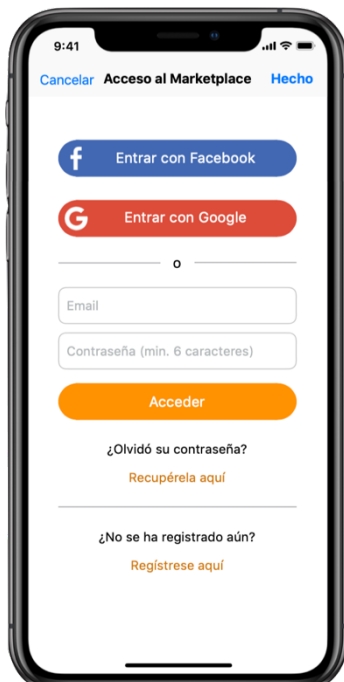 9:41
Cancelar Acceso al Marketplace Hecho
f Entrar con Facebook
G Entrar con Google
o
Email
Contraseña (min. 6 caracteres)
Acceder
¿Olvidó su contraseña?
Recupérela aquí
¿No se ha registrado aún?
Regístrese aquí